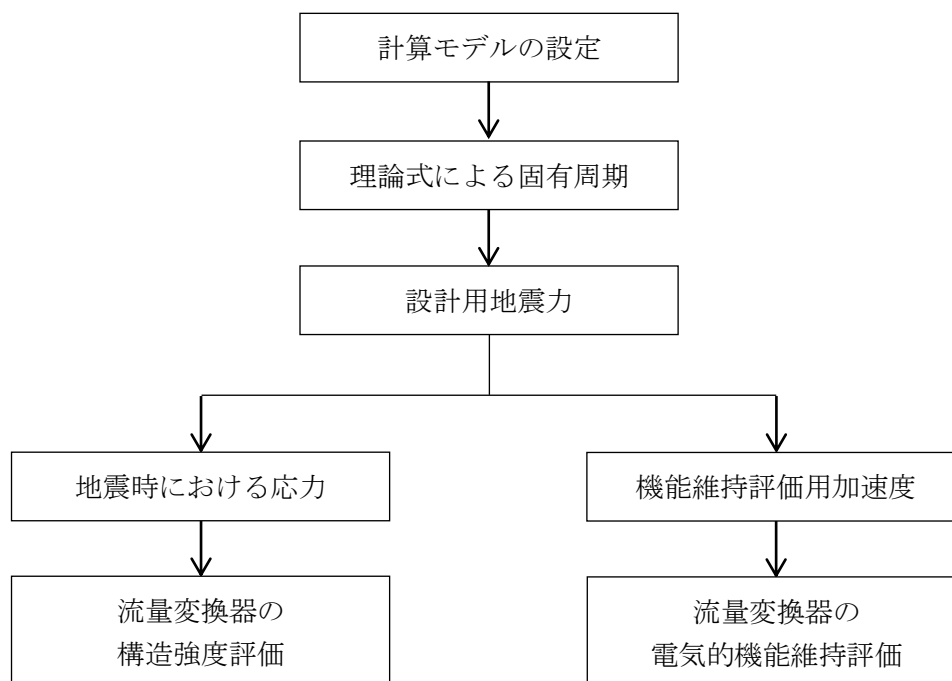 計算モデルの設定
理論式による固有周期
設計用地震力
地震時における応力
機能維持評価用加速度
流量変換器の
構造強度評価
流量変換器の
電気的機能維持評価